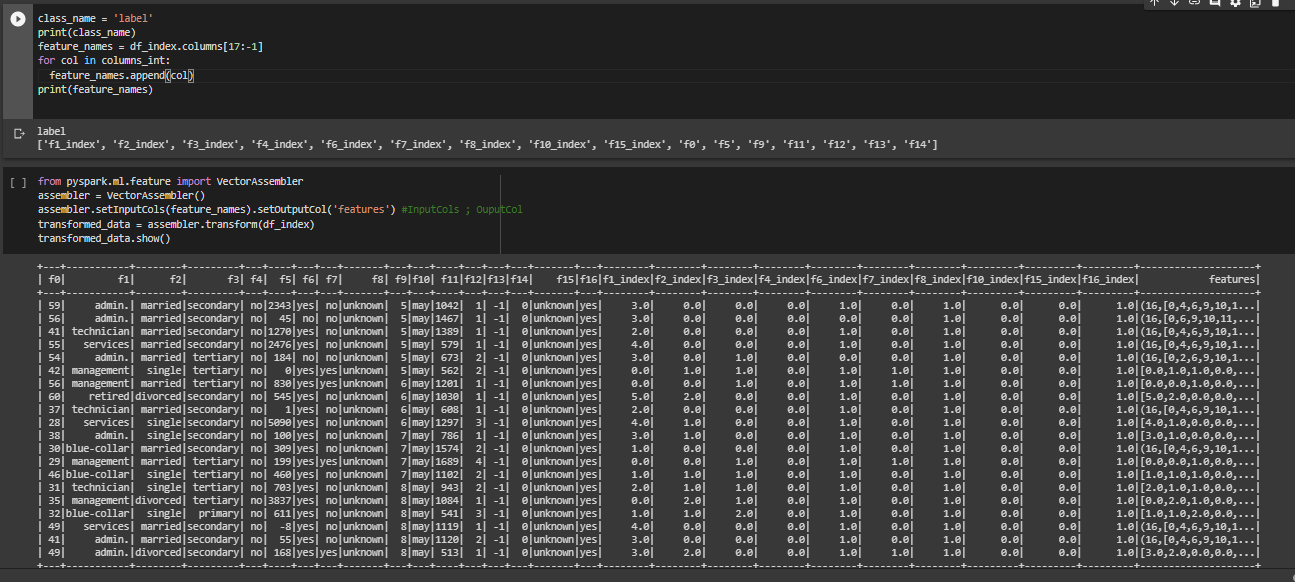 class_name = 'label'
print(class_name)
feature_names = df_index.columns[17:-1]
for col in columns_int:
feature_names.append(col)
print(feature_names)
label
['f1_index', 'f2_index', 'f3_index', 'f4_index', 'f6_index', 'f7_index', 'f8_index', 'f10_index', 'f15_index', 'f0', 'f5', 'f9', 'f11', 'f12', 'f13', 'f14']
[ ] from pyspark.ml.feature import VectorAssembler
assembler = VectorAssembler()
assembler.setInputCols(feature_names).setOutputCol('features') #InputCols ; OuputCol
transformed_data = assembler.transform(df_index)
transformed_data.show()
+---+-----------+--------+---------+---+----+---+---+-------+---+---+----+---+---+---+-------+---+--------+--------+--------+--------+--------+--------+--------+---------+---------+---------+--------------------+
| f0| f1| f2| f3| f4| f5| f6| f7| f8| f9|f10| f11|f12|f13|f14| f15|f16|f1_index|f2_index|f3_index|f4_index|f6_index|f7_index|f8_index|f10_index|f15_index|f16_index| features|
+---+-----------+--------+---------+---+----+---+---+-------+---+---+----+---+---+---+-------+---+--------+--------+--------+--------+--------+--------+--------+---------+---------+---------+--------------------+
| 59| admin.| married|secondary| no|2343|yes| no|unknown| 5|may|1042| 1| -1| 0|unknown|yes| 3.0| 0.0| 0.0| 0.0| 1.0| 0.0| 1.0| 0.0| 0.0| 1.0|(16,[0,4,6,9,10,1...|
| 56| admin.| married|secondary| no| 45| no| no|unknown| 5|may|1467| 1| -1| 0|unknown|yes| 3.0| 0.0| 0.0| 0.0| 0.0| 0.0| 1.0| 0.0| 0.0| 1.0|(16,[0,6,9,10,11,...|
| 41| technician| married|secondary| no|1270|yes| no|unknown| 5|may|1389| 1| -1| 0|unknown|yes| 2.0| 0.0| 0.0| 0.0| 1.0| 0.0| 1.0| 0.0| 0.0| 1.0|(16,[0,4,6,9,10,1...|
| 55| services| married|secondary| no|2476|yes| no|unknown| 5|may| 579| 1| -1| 0|unknown|yes| 4.0| 0.0| 0.0| 0.0| 1.0| 0.0| 1.0| 0.0| 0.0| 1.0|(16,[0,4,6,9,10,1...|
| 54| admin.| married| tertiary| no| 184| no| no|unknown| 5|may| 673| 2| -1| 0|unknown|yes| 3.0| 0.0| 1.0| 0.0| 0.0| 0.0| 1.0| 0.0| 0.0| 1.0|(16,[0,2,6,9,10,1...|
| 42| management| single| tertiary| no| 0|yes|yes|unknown| 5|may| 562| 2| -1| 0|unknown|yes| 0.0| 1.0| 1.0| 0.0| 1.0| 1.0| 1.0| 0.0| 0.0| 1.0|[0.0,1.0,1.0,0.0,...|
| 56| management| married| tertiary| no| 830|yes|yes|unknown| 6|may|1201| 1| -1| 0|unknown|yes| 0.0| 0.0| 1.0| 0.0| 1.0| 1.0| 1.0| 0.0| 0.0| 1.0|[0.0,0.0,1.0,0.0,...|
| 60| retired|divorced|secondary| no| 545|yes| no|unknown| 6|may|1030| 1| -1| 0|unknown|yes| 5.0| 2.0| 0.0| 0.0| 1.0| 0.0| 1.0| 0.0| 0.0| 1.0|[5.0,2.0,0.0,0.0,...|
| 37| technician| married|secondary| no| 1|yes| no|unknown| 6|may| 608| 1| -1| 0|unknown|yes| 2.0| 0.0| 0.0| 0.0| 1.0| 0.0| 1.0| 0.0| 0.0| 1.0|(16,[0,4,6,9,10,1...|
| 28| services| single|secondary| no|5090|yes| no|unknown| 6|may|1297| 3| -1| 0|unknown|yes| 4.0| 1.0| 0.0| 0.0| 1.0| 0.0| 1.0| 0.0| 0.0| 1.0|[4.0,1.0,0.0,0.0,...|
| 38| admin.| single|secondary| no| 100|yes| no|unknown| 7|may| 786| 1| -1| 0|unknown|yes| 3.0| 1.0| 0.0| 0.0| 1.0| 0.0| 1.0| 0.0| 0.0| 1.0|[3.0,1.0,0.0,0.0,...|
| 30|blue-collar| married|secondary| no| 309|yes| no|unknown| 7|may|1574| 2| -1| 0|unknown|yes| 1.0| 0.0| 0.0| 0.0| 1.0| 0.0| 1.0| 0.0| 0.0| 1.0|(16,[0,4,6,9,10,1...|
| 29| management| married| tertiary| no| 199|yes|yes|unknown| 7|may|1689| 4| -1| 0|unknown|yes| 0.0| 0.0| 1.0| 0.0| 1.0| 1.0| 1.0| 0.0| 0.0| 1.0|[0.0,0.0,1.0,0.0,...|
| 46|blue-collar| single| tertiary| no| 460|yes| no|unknown| 7|may|1102| 2| -1| 0|unknown|yes| 1.0| 1.0| 1.0| 0.0| 1.0| 0.0| 1.0| 0.0| 0.0| 1.0|[1.0,1.0,1.0,0.0,...|
| 31| technician| single| tertiary| no| 703|yes| no|unknown| 8|may| 943| 2| -1| 0|unknown|yes| 2.0| 1.0| 1.0| 0.0| 1.0| 0.0| 1.0| 0.0| 0.0| 1.0|[2.0,1.0,1.0,0.0,...|
| 35| management|divorced| tertiary| no|3837|yes| no|unknown| 8|may|1084| 1| -1| 0|unknown|yes| 0.0| 2.0| 1.0| 0.0| 1.0| 0.0| 1.0| 0.0| 0.0| 1.0|[0.0,2.0,1.0,0.0,...|
| 32|blue-collar| single| primary| no| 611|yes| no|unknown| 8|may| 541| 3| -1| 0|unknown|yes| 1.0| 1.0| 2.0| 0.0| 1.0| 0.0| 1.0| 0.0| 0.0| 1.0|[1.0,1.0,2.0,0.0,...|
| 49| services| married|secondary| no| -8|yes| no|unknown| 8|may|1119| 1| -1| 0|unknown|yes| 4.0| 0.0| 0.0| 0.0| 1.0| 0.0| 1.0| 0.0| 0.0| 1.0|(16,[0,4,6,9,10,1...|
| 41| admin.| married|secondary| no| 55|yes| no|unknown| 8|may|1120| 2| -1| 0|unknown|yes| 3.0| 0.0| 0.0| 0.0| 1.0| 0.0| 1.0| 0.0| 0.0| 1.0|(16,[0,4,6,9,10,1...|
| 49| admin.|divorced|secondary| no| 168|yes|yes|unknown| 8|may| 513| 1| -1| 0|unknown|yes| 3.0| 2.0| 0.0| 0.0| 1.0| 1.0| 1.0| 0.0| 0.0| 1.0|[3.0,2.0,0.0,0.0,...|
+---+-----------+--------+---------+---+----+---+---+-------+---+---+----+---+---+---+-------+---+--------+--------+--------+--------+--------+--------+--------+---------+---------+---------+--------------------+